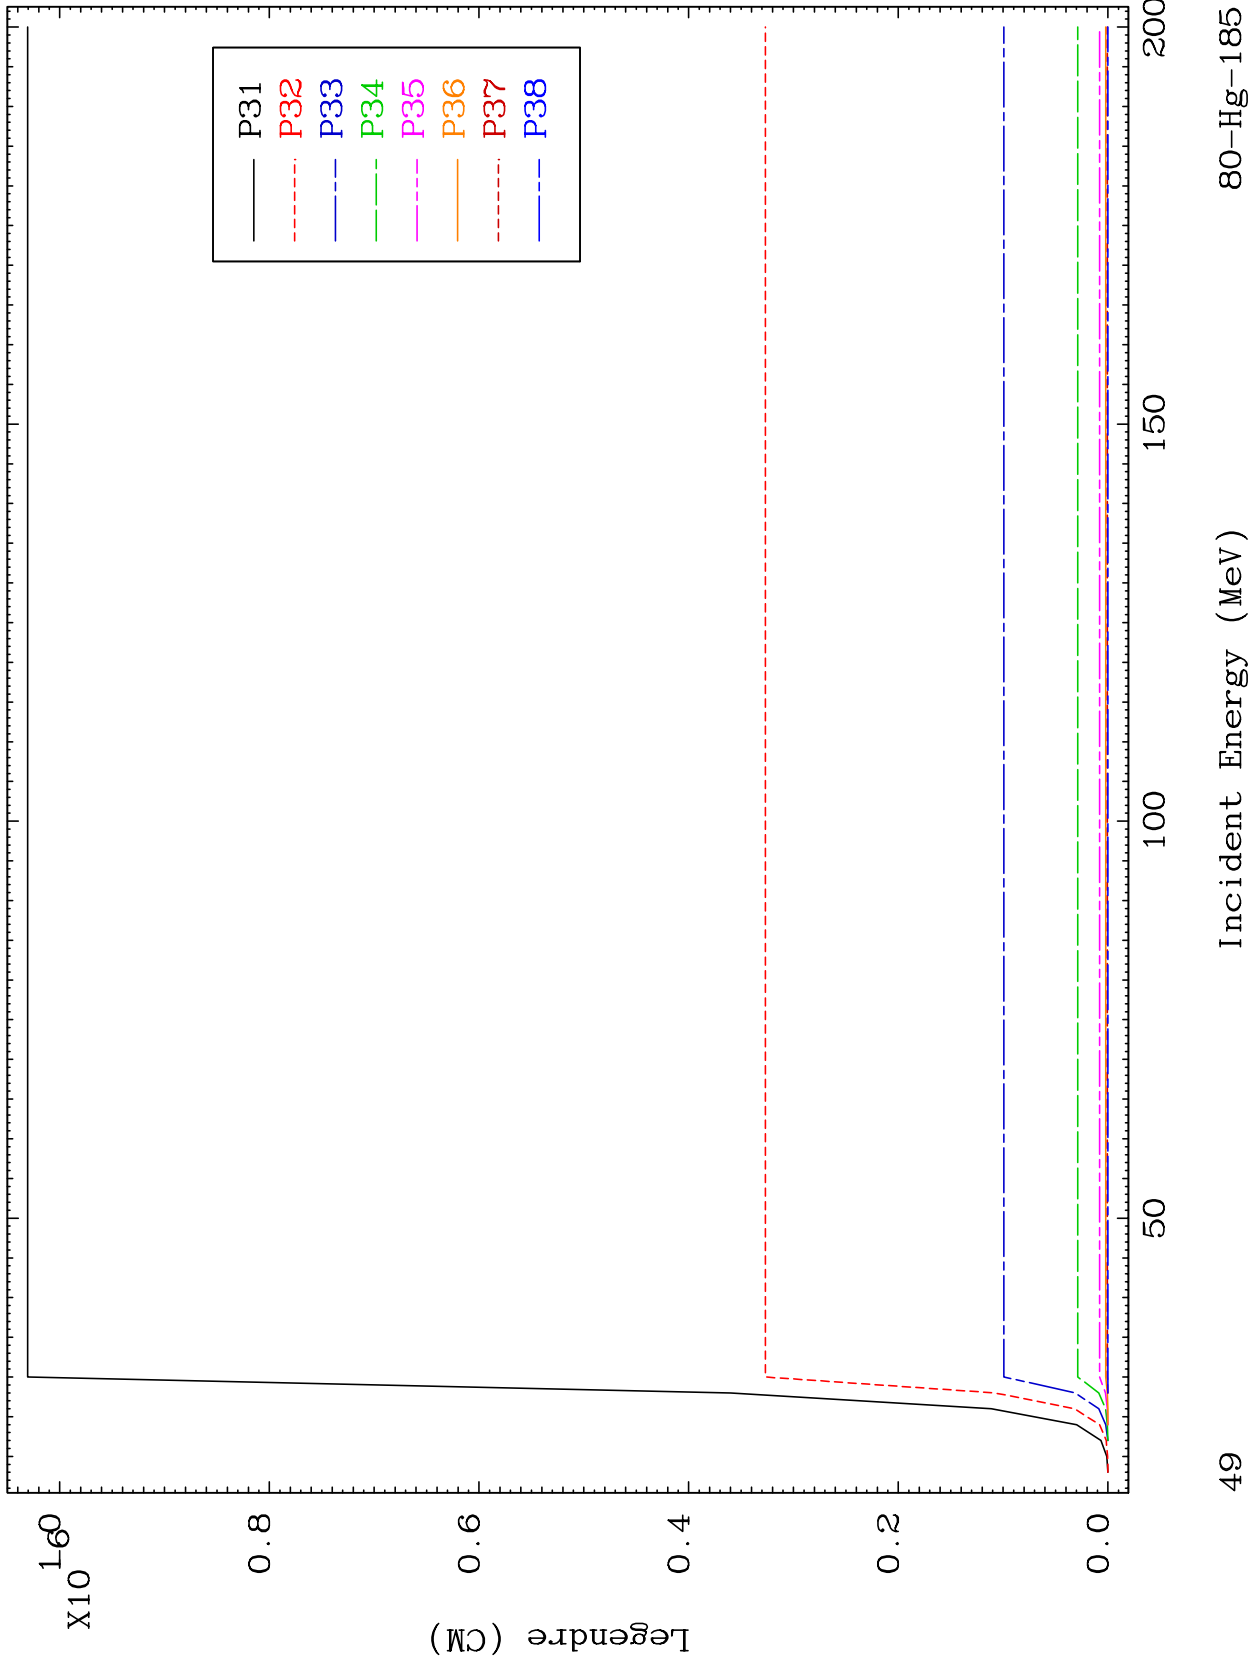 X10
-6
1.0
0.8
0.6
0.4
0.2
0.0
Legendre (CM)
P31
P32
P33
P34
P35
P36
P37
P38
50
100
150
200
49
Incident Energy (MeV)
80-Hg-185